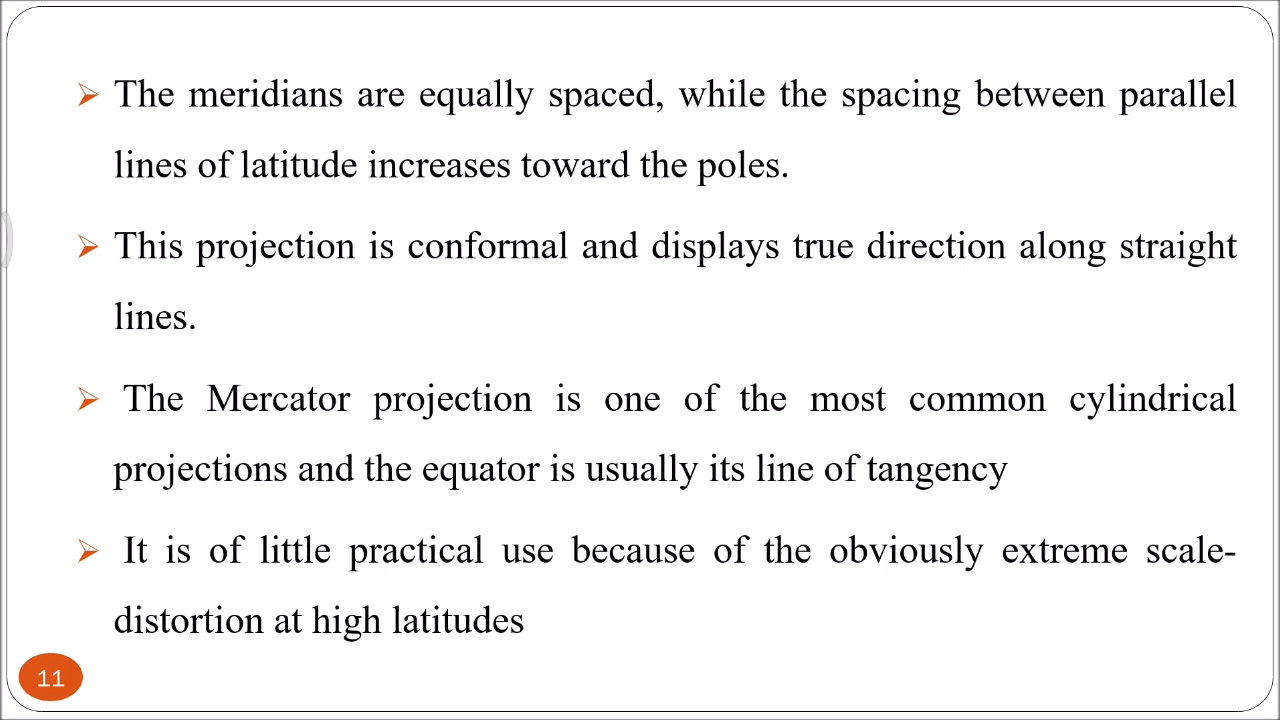 The meridians are equally spaced, while the spacing between parallel
lines of latitude increases toward the poles.
This projection is conformal and displays true direction along straight
lines.
The Mercator projection is one of the most common cylindrical
projections and the equator is usually its line of tangency
It is of little practical use because of the obviously extreme scale-
distortion at high latitudes
11